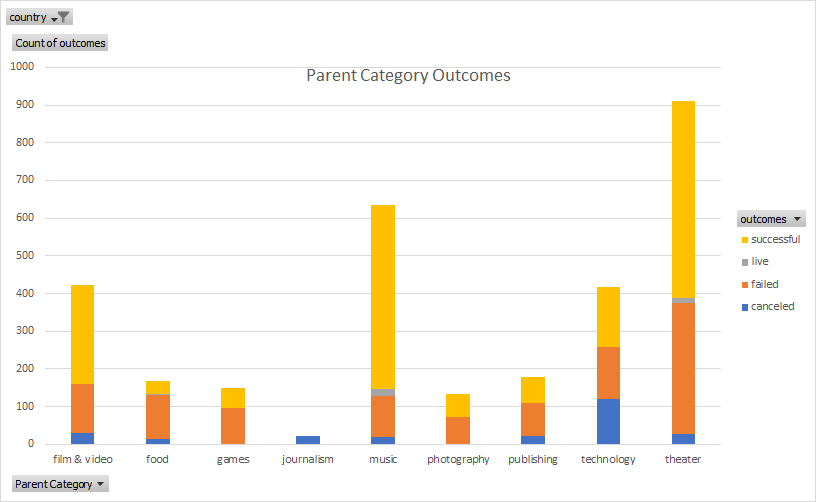 country
Count of outcomes
Parent Category Outcomes
1000
900
800
700
600
500
400
300
200
100
0
film & video food games journalism music photography publishing technology theater
outcomes
successful
live
failed
canceled
Parent Category